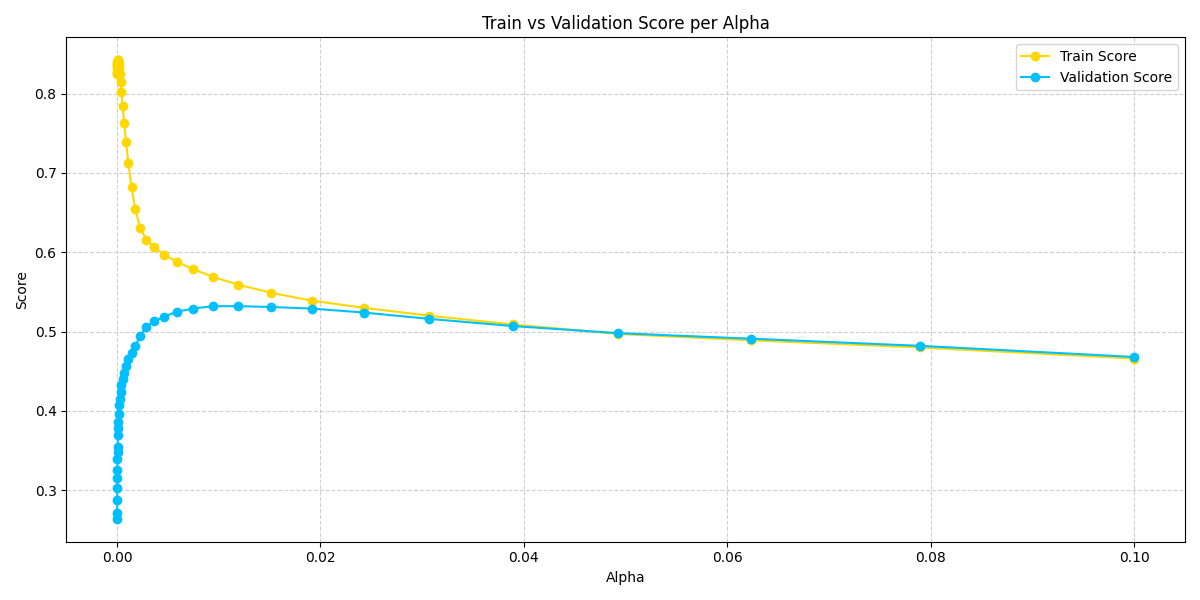 Train vs Validation Score per Alpha
Train Score
Validation Score
Score
0.8
0.7
0.6
0.5
0.4
0.3
0.00 0.02 0.04 0.06 0.08 0.10
Alpha